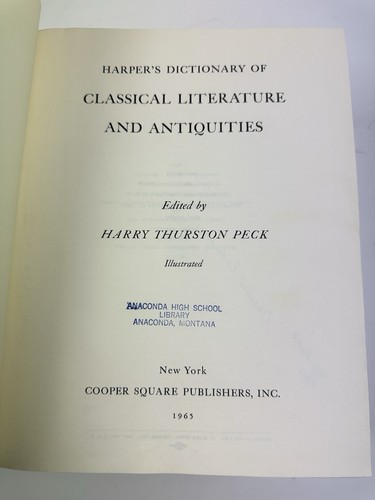 HARPER'S DICTIONARY OF
CLASSICAL LITERATURE
AND ANTIQUITIES
Edited by
HARRY THURSTON PECK
Illustrated
ANACONDA HIGH SCHOOL
LIBRARY
ANACONDA, MONTANA
New York
COOPER SQUARE PUBLISHERS, INC.
1965